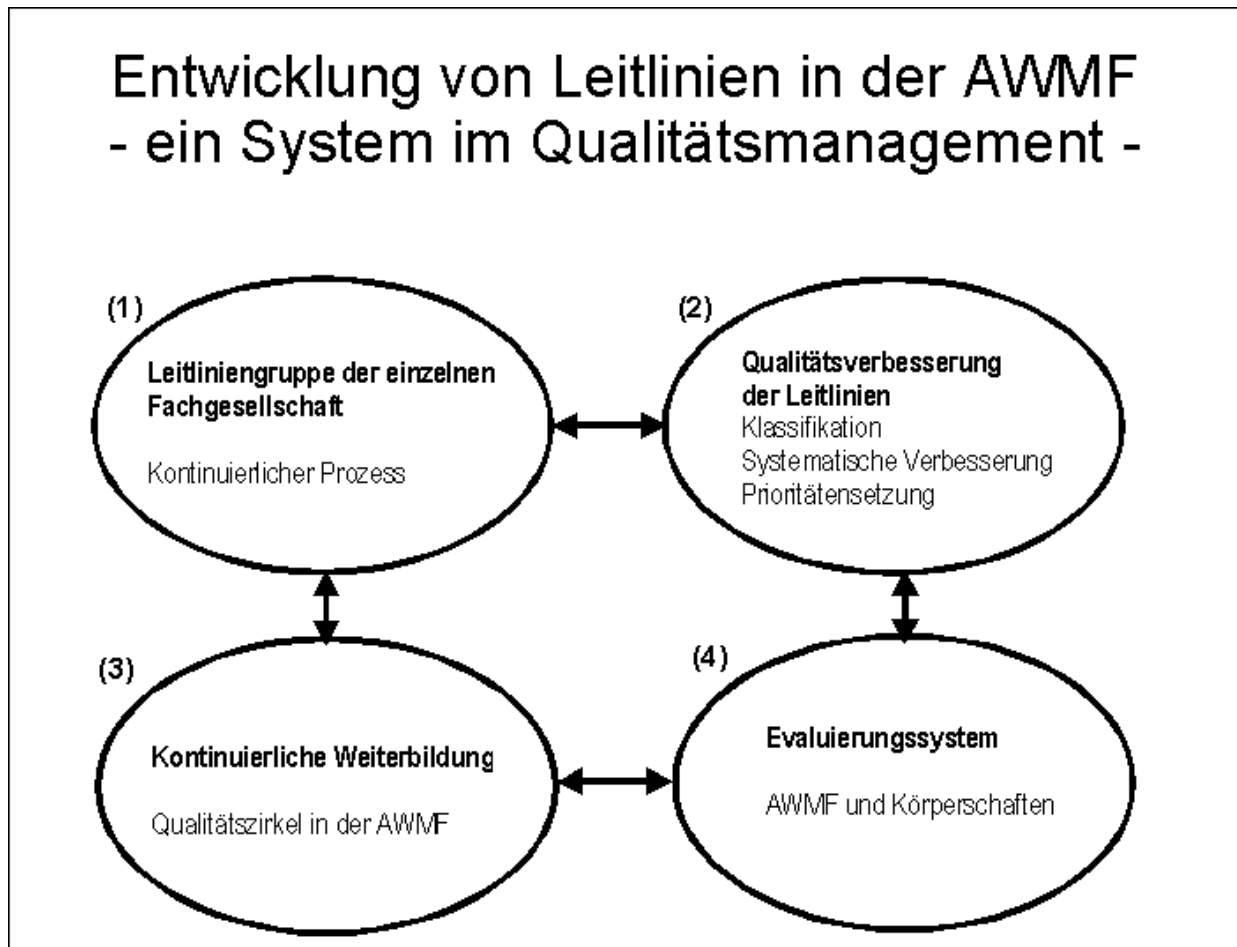 Entwicklung von Leitlinien in der AWMF
- ein System im Qualitätsmanagement -
(1)
Leitliniengruppe der einzelnen
Fachgesellschaft
Kontinuierlicher Prozess
(2)
Qualitätsverbesserung
der Leitlinien
Klassifikation
Systematische Verbesserung
Prioritätensetzung
(3)
Kontinuierliche Weiterbildung
Qualitätszirkel in der AWMF
(4)
Evaluierungssystem
AWMF und Körperschaften